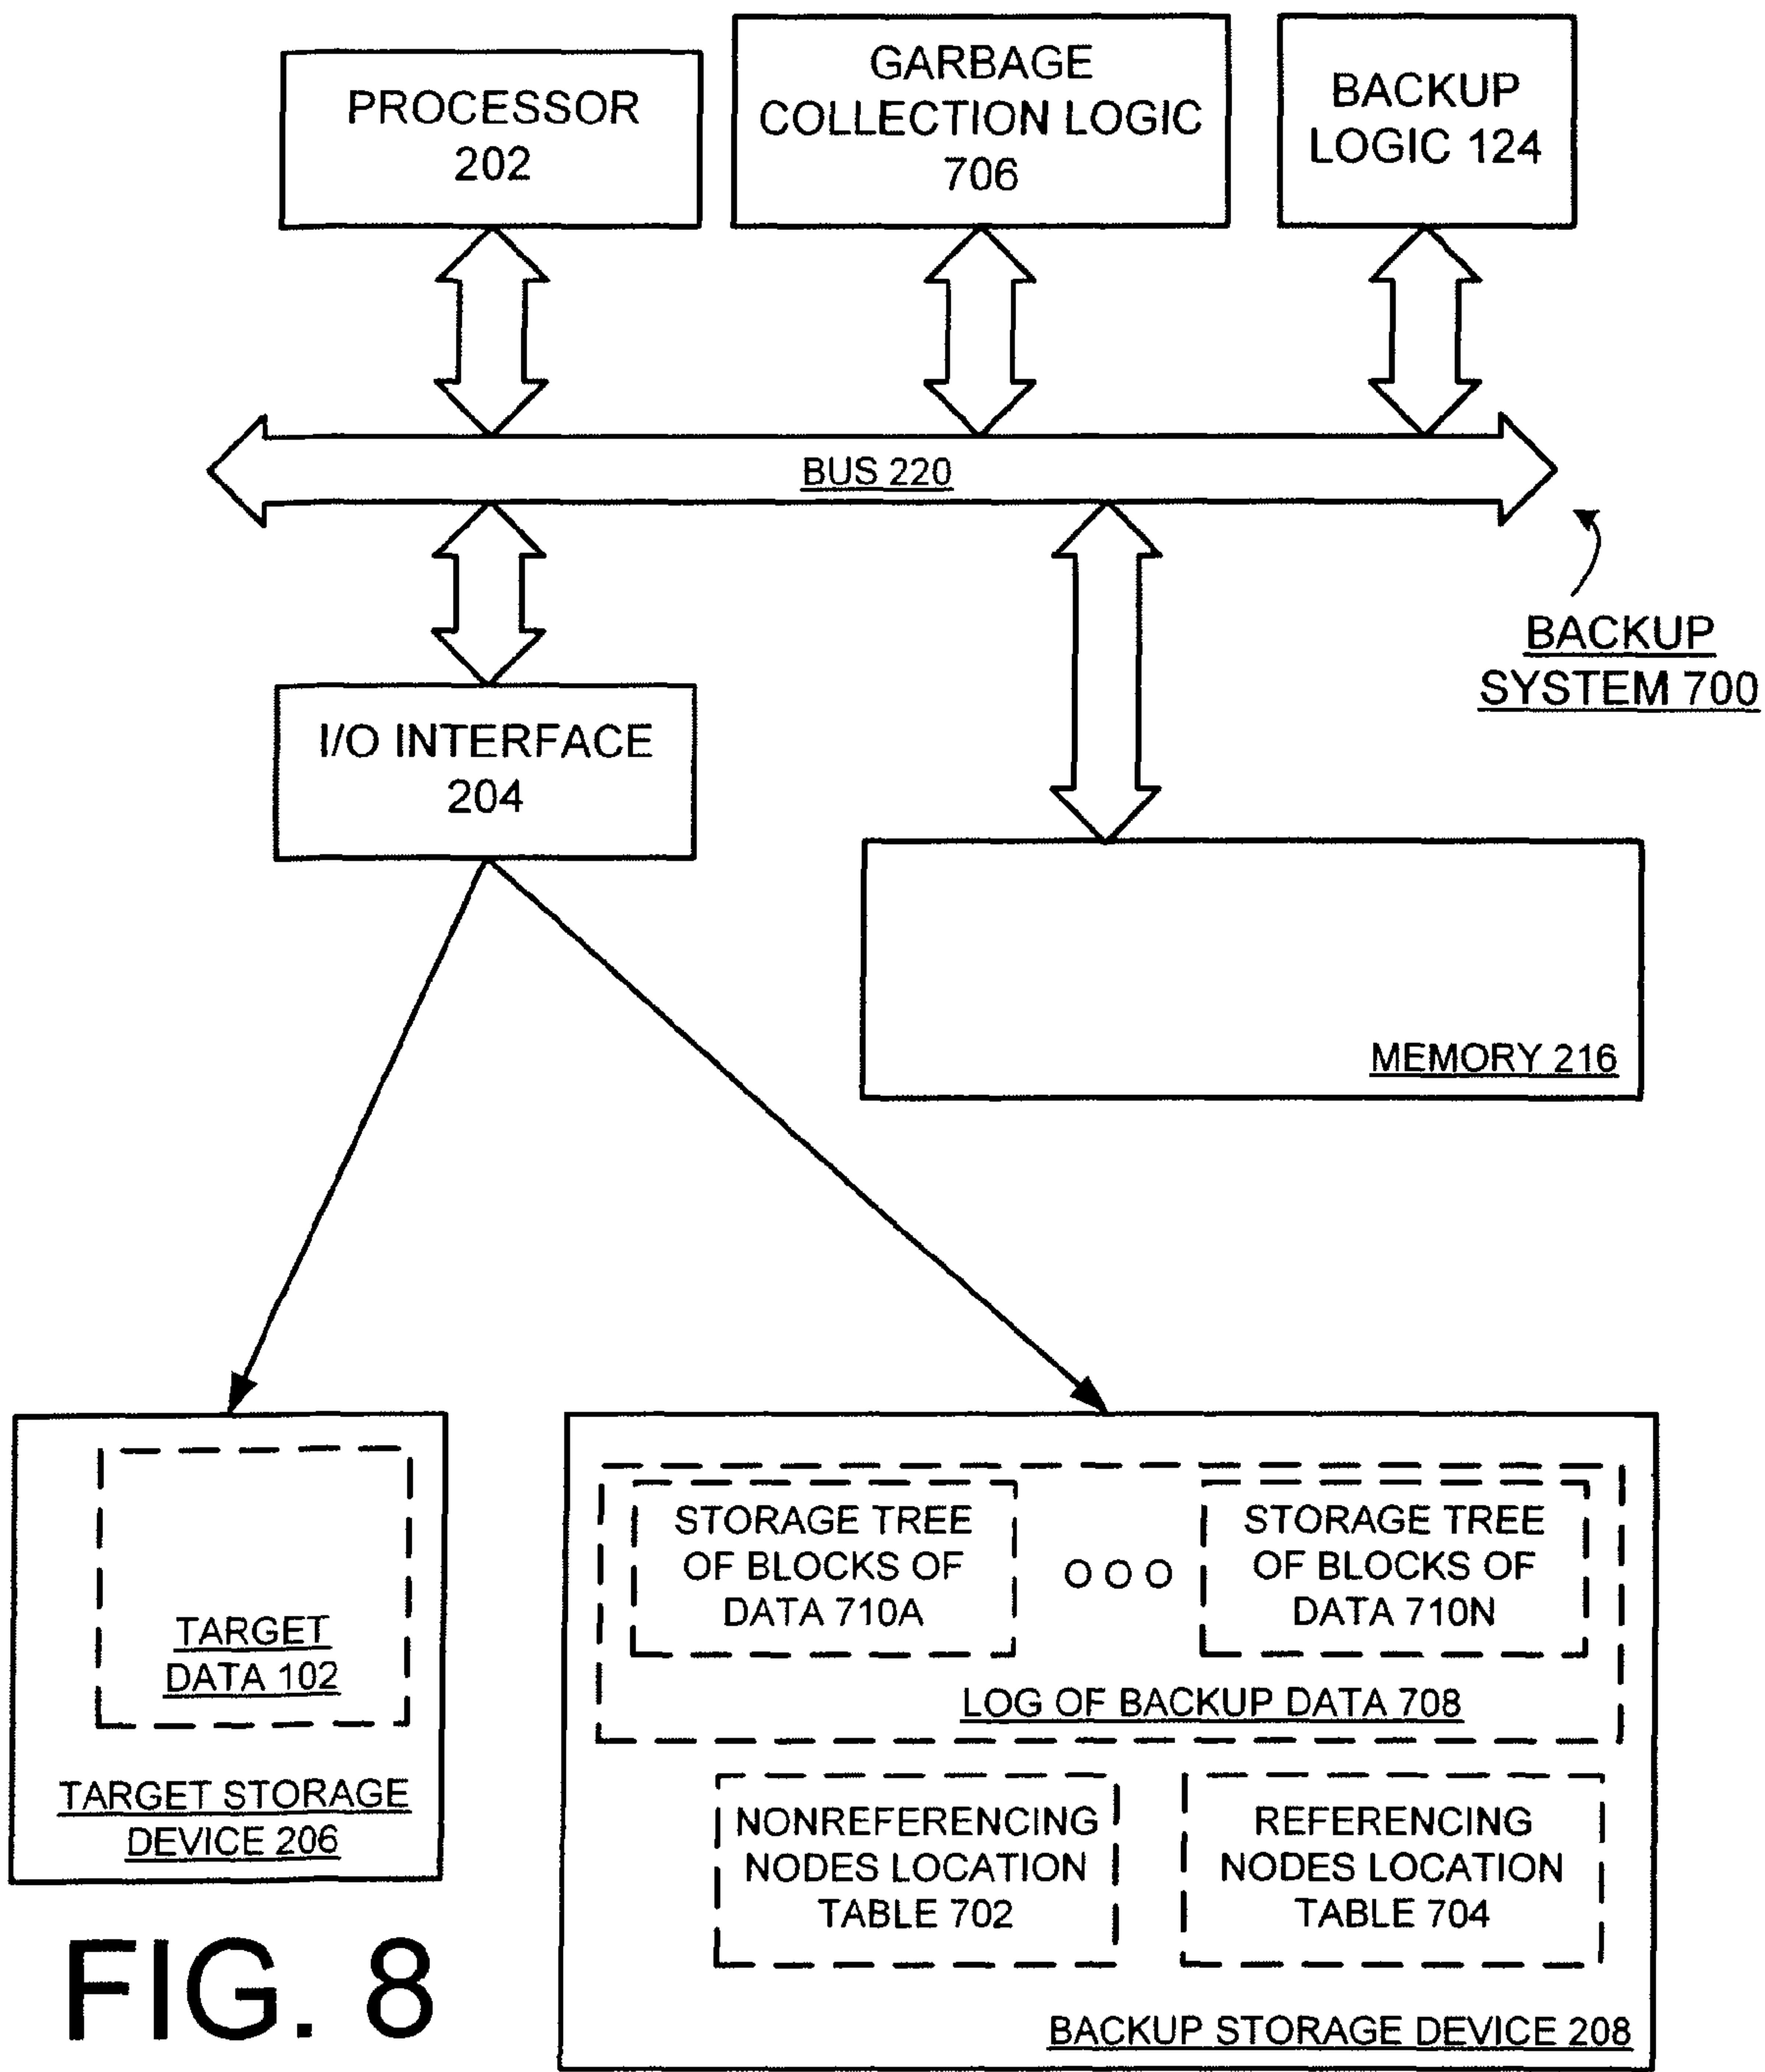 PROCESSOR
202
GARBAGE
COLLECTION LOGIC
706
BACKUP
LOGIC 124
BUS 220
BACKUP
SYSTEM 700
I/O INTERFACE
204
MEMORY 216
TARGET
DATA 102
TARGET STORAGE
DEVICE 206
STORAGE TREE
OF BLOCKS OF
DATA 710A
OOO
STORAGE TREE
OF BLOCKS OF
DATA 710N
LOG OF BACKUP DATA 708
NONREFERENCING
NODES LOCATION
TABLE 702
REFERENCING
NODES LOCATION
TABLE 704
BACKUP STORAGE DEVICE 208
FIG. 8